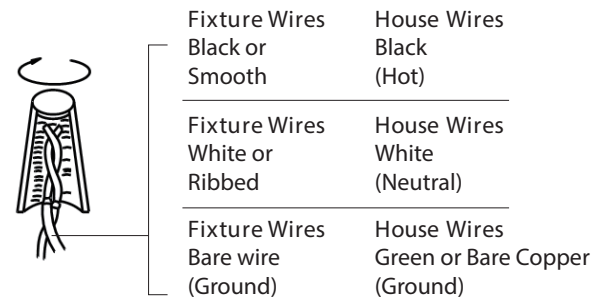 Fixture Wires House Wires
Black or Black
Smooth (Hot)
Fixture Wires House Wires
White or White
Ribbed (Neutral)
Fixture Wires House Wires
Bare wire Green or Bare Copper
(Ground) (Ground)